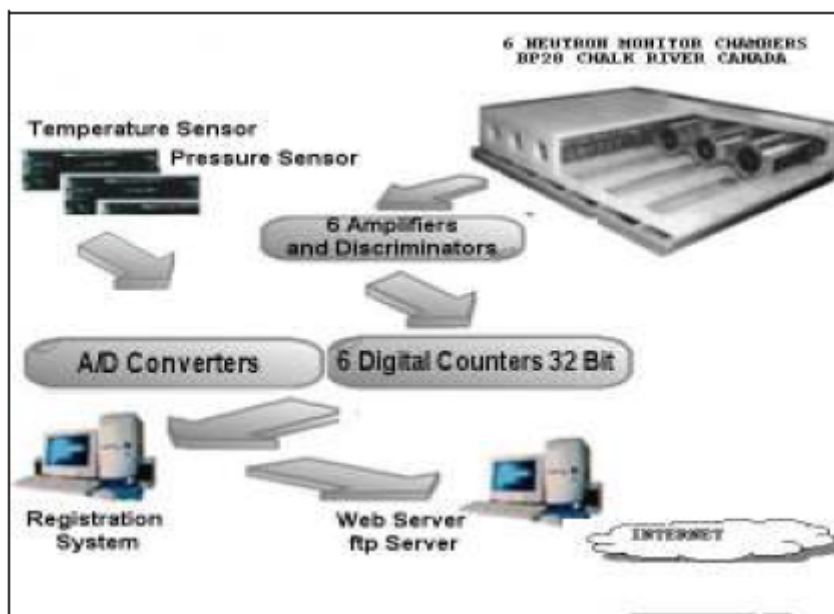 6 NEUTRON MONITOR CHAMBERS
BP28 CHALK RIVER CANADA
Temperature Sensor
Pressure Sensor
6 Amplifiers
and Discriminators
A/D Converters
6 Digital Counters 32 Bit
Registration
System
Web Server
ftp Server
INTERNET